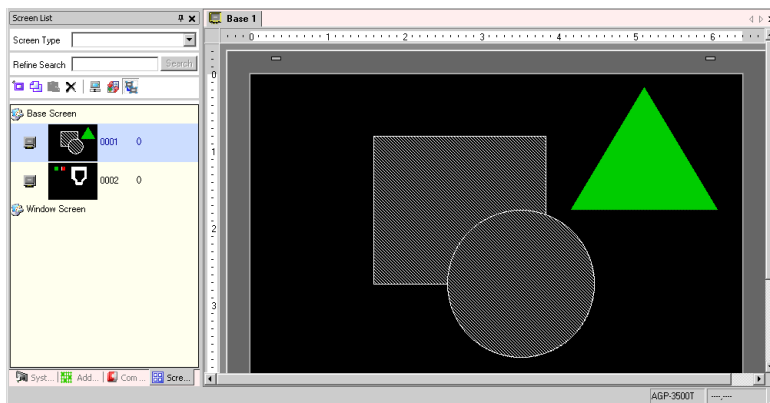 Screen List
Base 1
Screen Type
Refine Search
Search
Base Screen
0001 0
0002 0
Window Screen
0 1 2 3 4 5 6
0
1
2
3
Syst... Add... Com ... Scre...
AGP-3500T ----,----